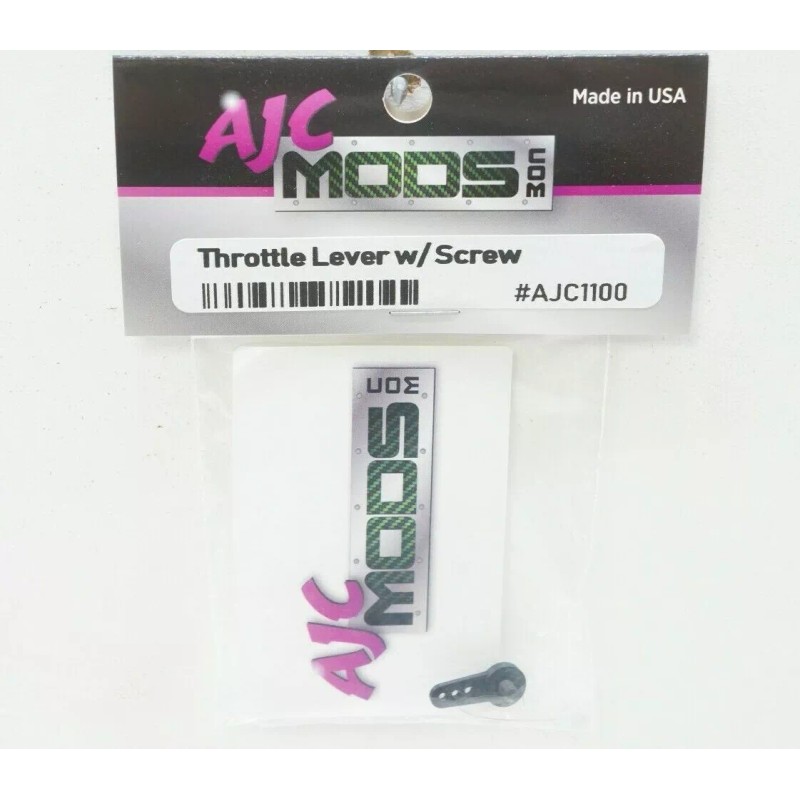 AJC
MODS.COM
Made in USA
Throttle Lever w/ Screw
#AJC1100
AJC
MODS.COM